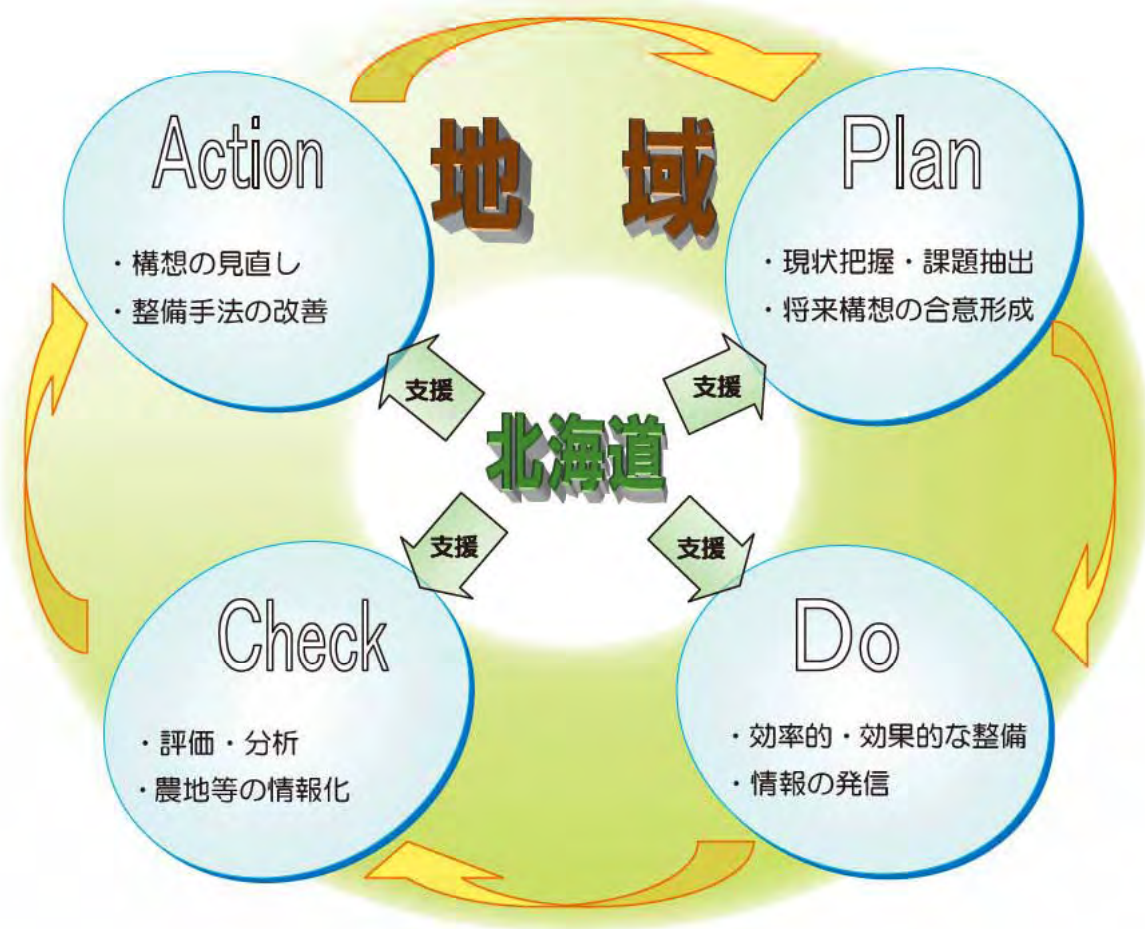 地域
Action
・構想の見直し
・整備手法の改善
Plan
・現状把握・課題抽出
・将来構想の合意形成
支援
支援
北海道
支援
支援
Check
・評価・分析
・農地等の情報化
Do
・効率的・効果的な整備
・情報の発信